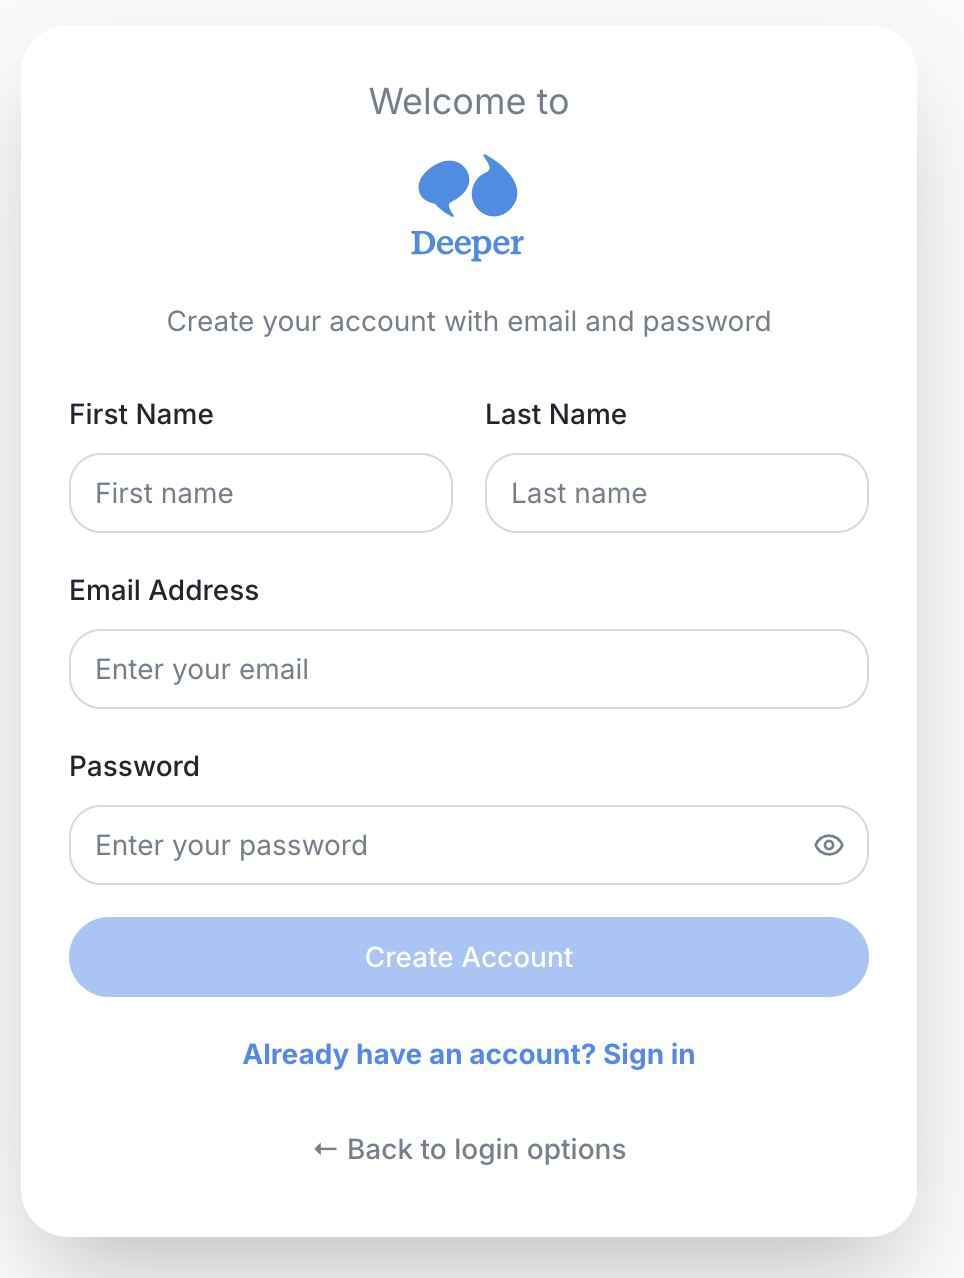 Welcome to
Deeper
Create your account with email and password
First Name Last Name
First name Last name
Email Address
Enter your email
Password
Enter your password
Create Account
Already have an account? Sign in
← Back to login options